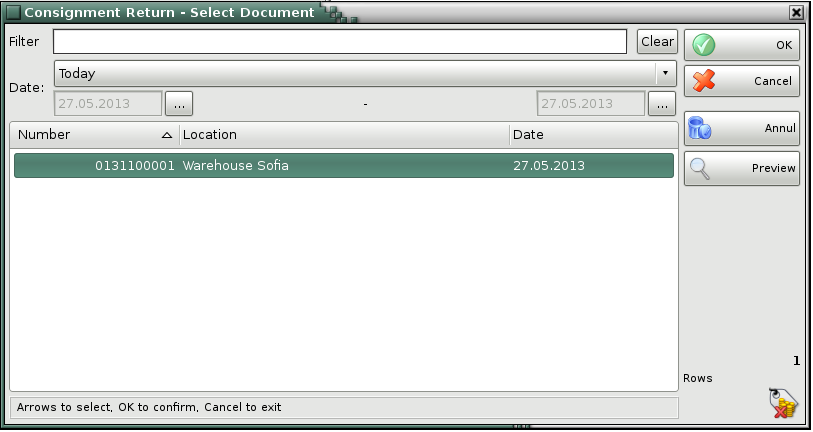 Consignment Return - Select Document
Filter
Clear
OK
Today
Cancel
Date:
27.05.2013 ... - 27.05.2013 ...
Annul
Number Location Date
0131100001 Warehouse Sofia 27.05.2013
Preview
1
Rows
Arrows to select, OK to confirm, Cancel to exit